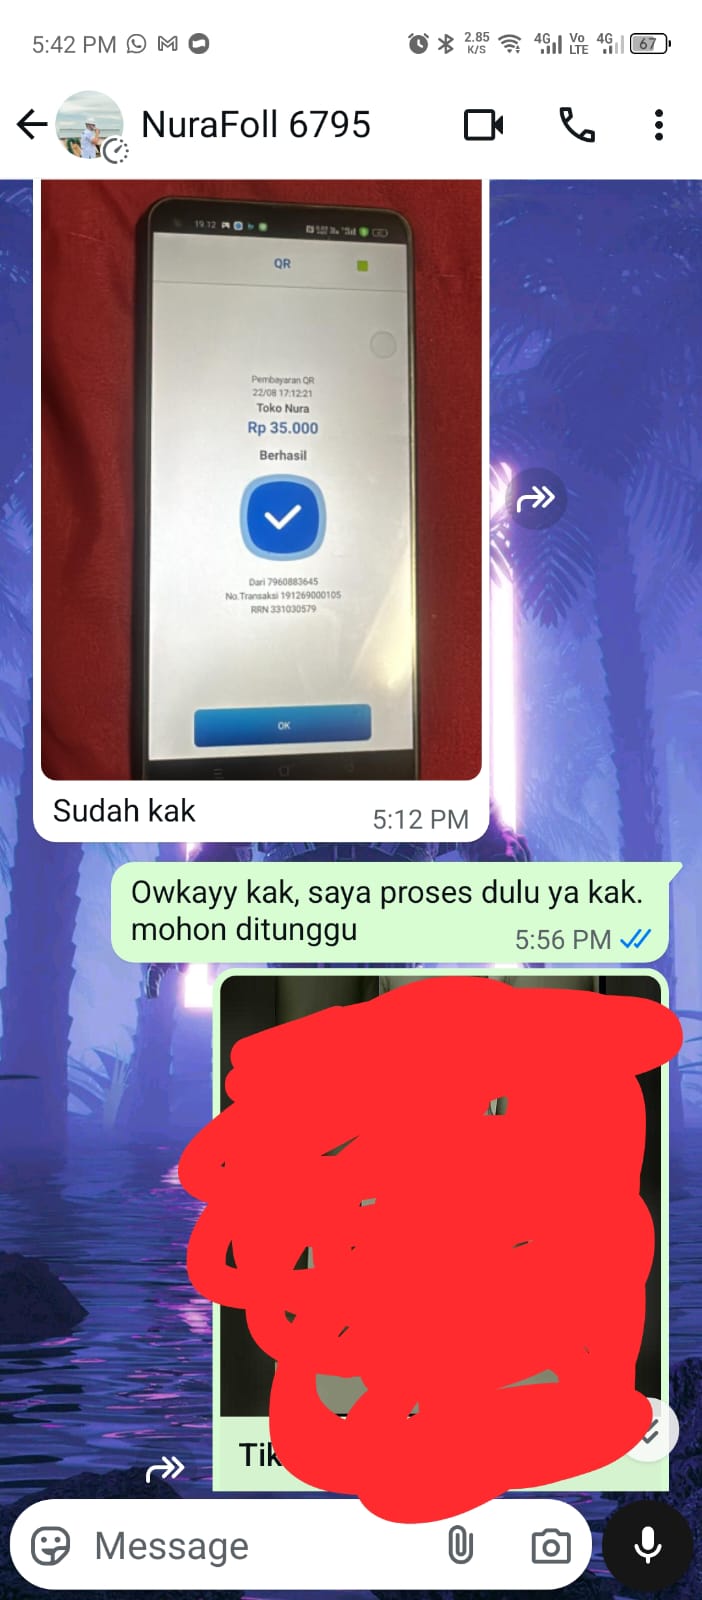 5:42 PM
2.85
K/S
4G
Vo
LTE
4G
67
NuraFoll 6795
19.12
QR
Pembayaran QR
22/08 17:12:21
Toko Nura
Rp 35.000
Berhasil
Dari 7960883645
No.Transaksi 191269000105
RRN 331030579
OK
Sudah kak
5:12 PM
Owkayy kak, saya proses dulu ya kak.
mohon ditunggu
5:56 PM
Tik
Message